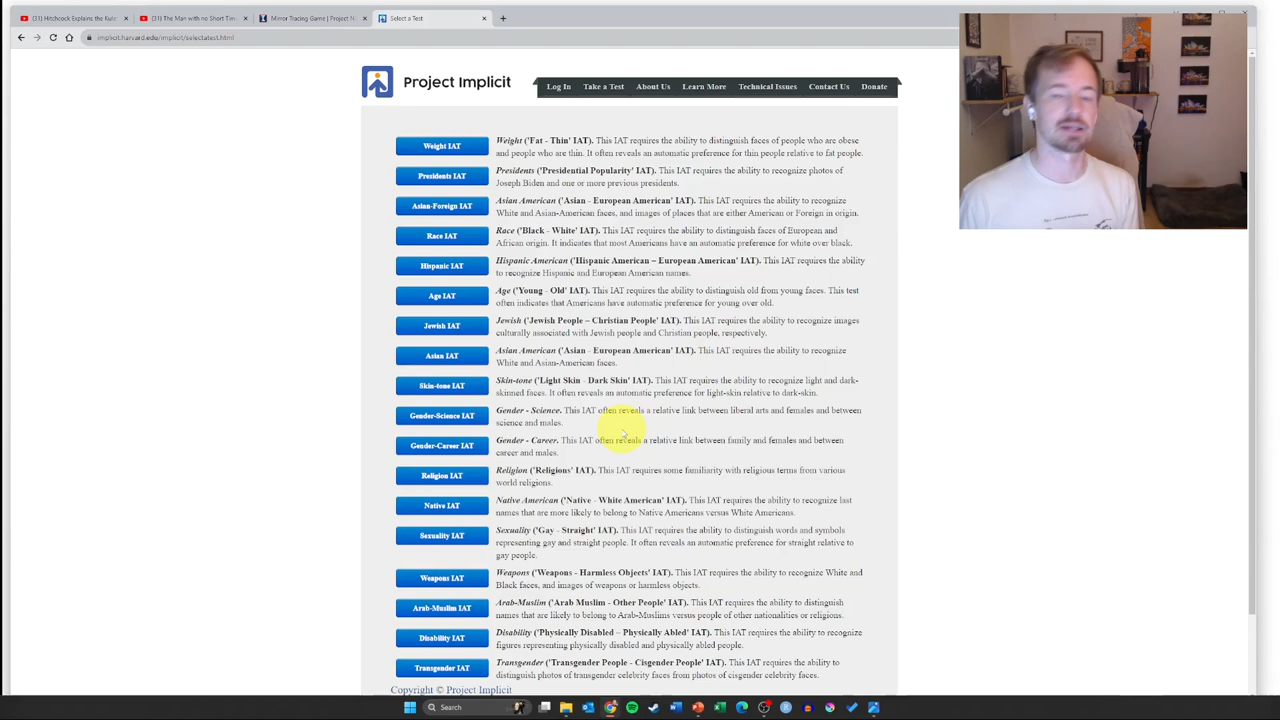 (31) Hitchcock Explains the Kule
(31) The Man with no Short Tim
Mirror Tracing Game | Project N
Select a Test
implicit.harvard.edu/implicit/selectatest.html
Project Implicit
Log In
Take a Test
About Us
Learn More
Technical Issues
Contact Us
Donate
Weight IAT
Weight ('Fat - Thin' IAT). This IAT requires the ability to distinguish faces of people who are obese
and people who are thin. It often reveals an automatic preference for thin people relative to fat people.
Presidents IAT
Presidents ('Presidential Popularity' IAT). This IAT requires the ability to recognize photos of
Joseph Biden and one or more previous presidents.
Asian-Foreign IAT
Asian American ('Asian - European American' IAT). This IAT requires the ability to recognize
White and Asian-American faces, and images of places that are either American or Foreign in origin.
Race IAT
Race ('Black - White' IAT). This IAT requires the ability to distinguish faces of European and
African origin. It indicates that most Americans have an automatic preference for white over black.
Hispanic IAT
Hispanic American ('Hispanic American – European American' IAT). This IAT requires the ability
to recognize Hispanic and European American names.
Age IAT
Age ('Young - Old' IAT). This IAT requires the ability to distinguish old from young faces. This test
often indicates that Americans have automatic preference for young over old.
Jewish IAT
Jewish ('Jewish People – Christian People' IAT). This IAT requires the ability to recognize images
culturally associated with Jewish people and Christian people, respectively.
Asian IAT
Asian American ('Asian - European American' IAT). This IAT requires the ability to recognize
White and Asian-American faces.
Skin-tone IAT
Skin-tone ('Light Skin - Dark Skin' IAT). This IAT requires the ability to recognize light and dark-
skinned faces. It often reveals an automatic preference for light-skin relative to dark-skin.
Gender-Science IAT
Gender - Science. This IAT often reveals a relative link between liberal arts and females and between
science and males.
Gender-Career IAT
Gender - Career. This IAT often reveals a relative link between family and females and between
career and males.
Religion IAT
Religion ('Religions' IAT). This IAT requires some familiarity with religious terms from various
world religions.
Native IAT
Native American ('Native - White American' IAT). This IAT requires the ability to recognize last
names that are more likely to belong to Native Americans versus White Americans.
Sexuality IAT
Sexuality ('Gay - Straight' IAT). This IAT requires the ability to distinguish words and symbols
representing gay and straight people. It often reveals an automatic preference for straight relative to
gay people.
Weapons IAT
Weapons ('Weapons - Harmless Objects' IAT). This IAT requires the ability to recognize White and
Black faces, and images of weapons or harmless objects.
Arab-Muslim IAT
Arab-Muslim ('Arab Muslim - Other People' IAT). This IAT requires the ability to distinguish
names that are likely to belong to Arab-Muslims versus people of other nationalities or religions.
Disability IAT
Disability ('Physically Disabled – Physically Abled' IAT). This IAT requires the ability to recognize
figures representing physically disabled and physically abled people.
Transgender IAT
Transgender ('Transgender People - Cisgender People' IAT). This IAT requires the ability to
distinguish photos of transgender celebrity faces from photos of cisgender celebrity faces.
Copyright © Project Implicit
Search